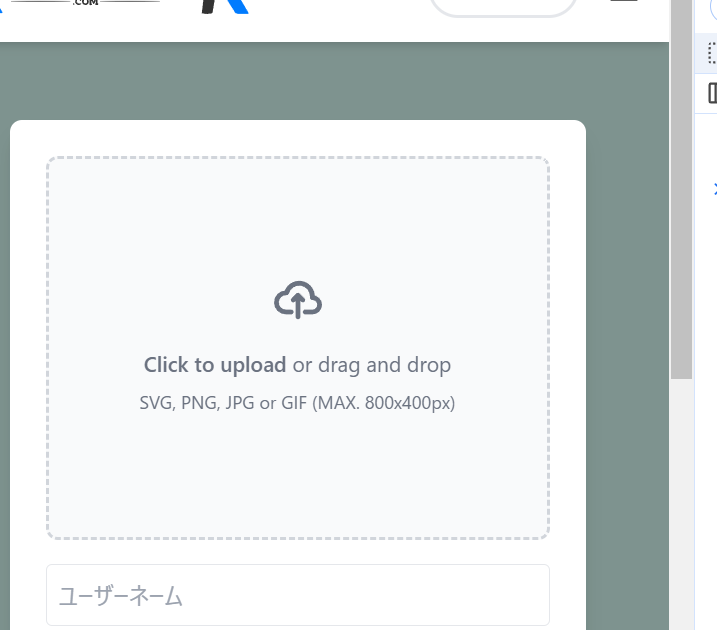 .COM
Click to upload or drag and drop
SVG, PNG, JPG or GIF (MAX. 800x400px)
ユーザーネーム